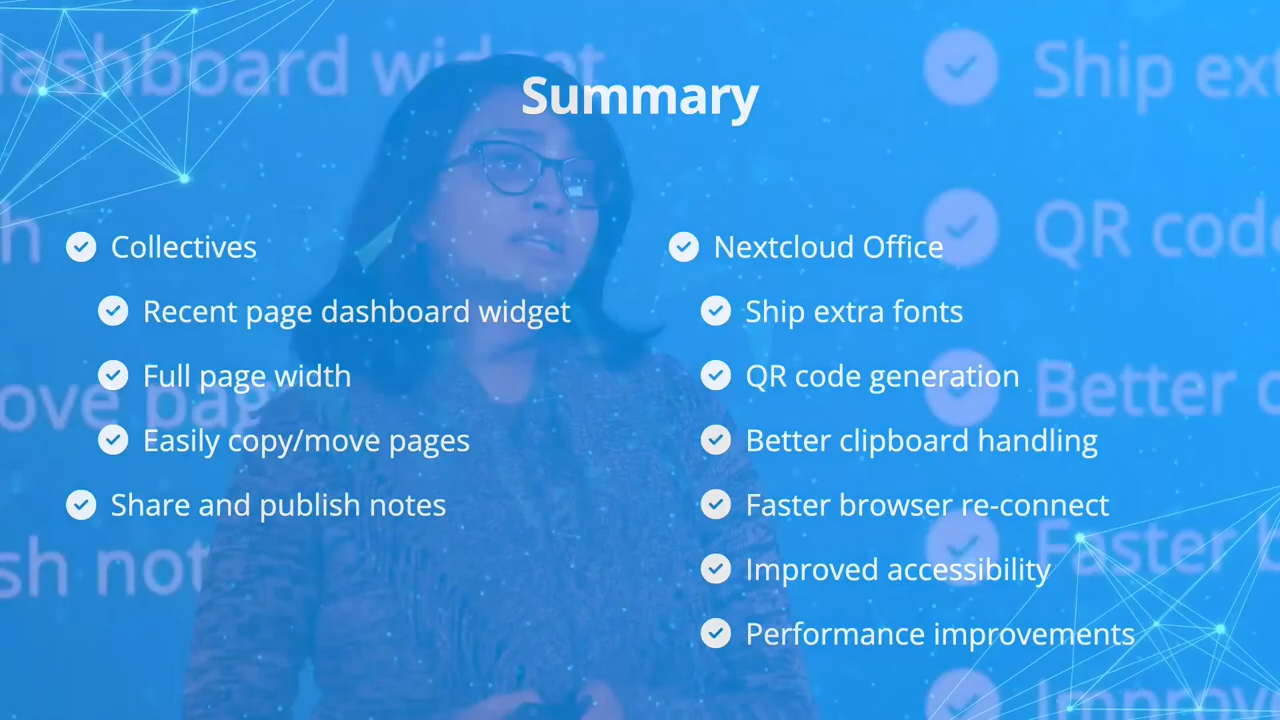 Summary
Collectives
Recent page dashboard widget
Full page width
Easily copy/move pages
Share and publish notes
Nextcloud Office
Ship extra fonts
QR code generation
Better clipboard handling
Faster browser re-connect
Improved accessibility
Performance improvements